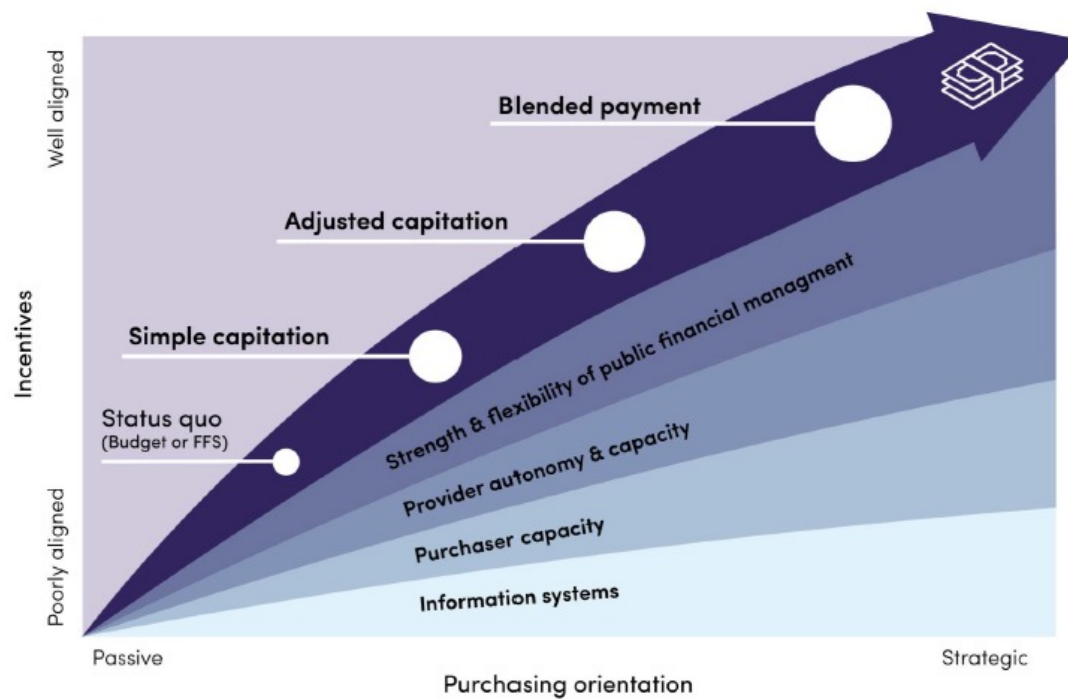 Well aligned
Incentives
Poorly aligned
Blended payment
Adjusted capitation
Simple capitation
Status quo
(Budget or FFS)
Strength & flexibility of public financial managment
Provider autonomy & capacity
Purchaser capacity
Information systems
Passive
Strategic
Purchasing orientation